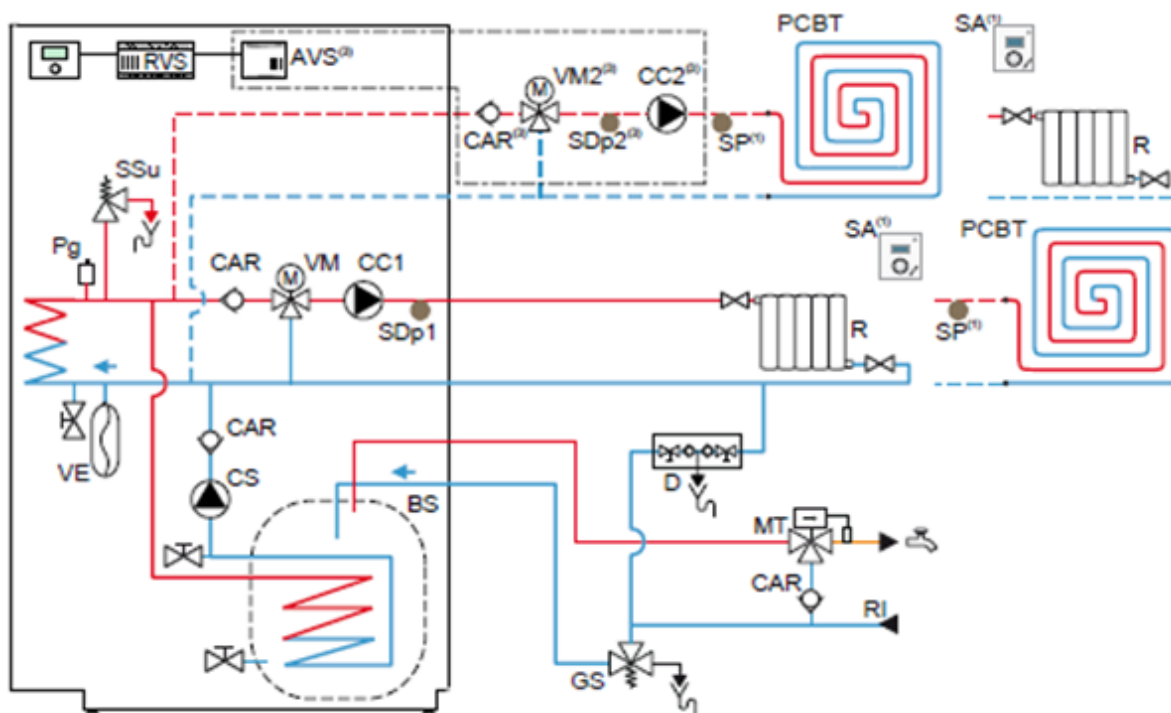 PCBT
SA(1)
RVS
AVS(3)
VM2(3)
CC2(3)
CAR(3)
SDp2(3)
SP(1)
R
SSu
Pg
CAR
VM
CC1
SDp1
SA(1)
PCBT
R
SP(1)
CAR
VE
CS
BS
D
MT
CAR
RI
GS